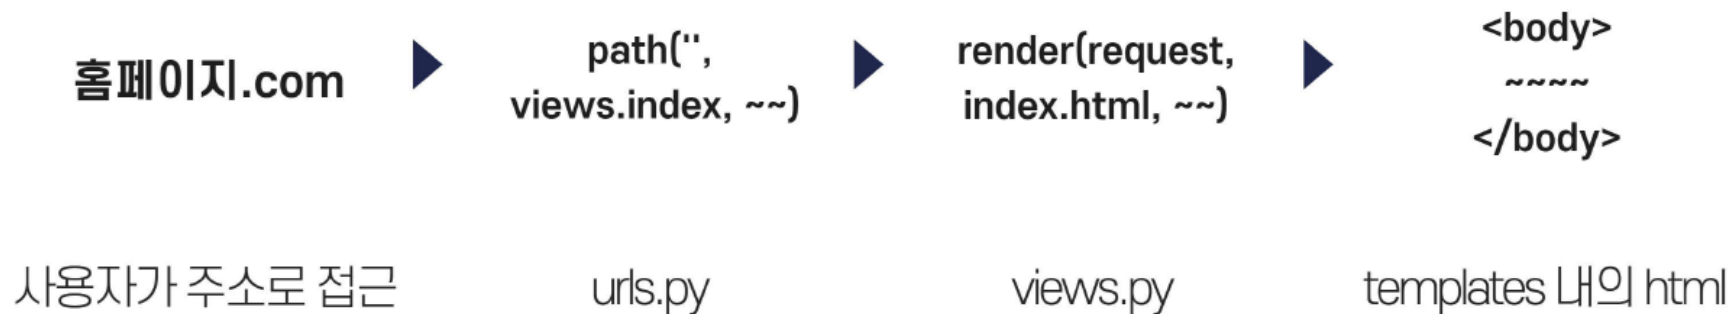 홈페이지.com
path('',
views.index, ~~)
render(request,
index.html, ~~)
<body>
~~~~
</body>
사용자가 주소로 접근
urls.py
views.py
templates 내의 html